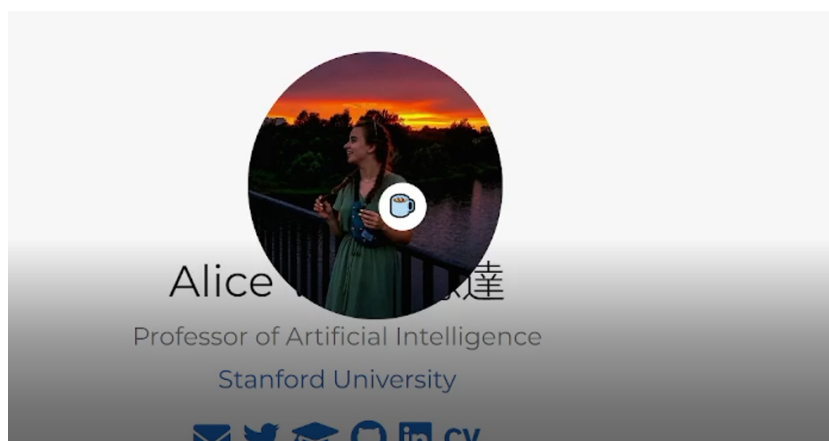 Alice 達
Professor of Artificial Intelligence
Stanford University
cv